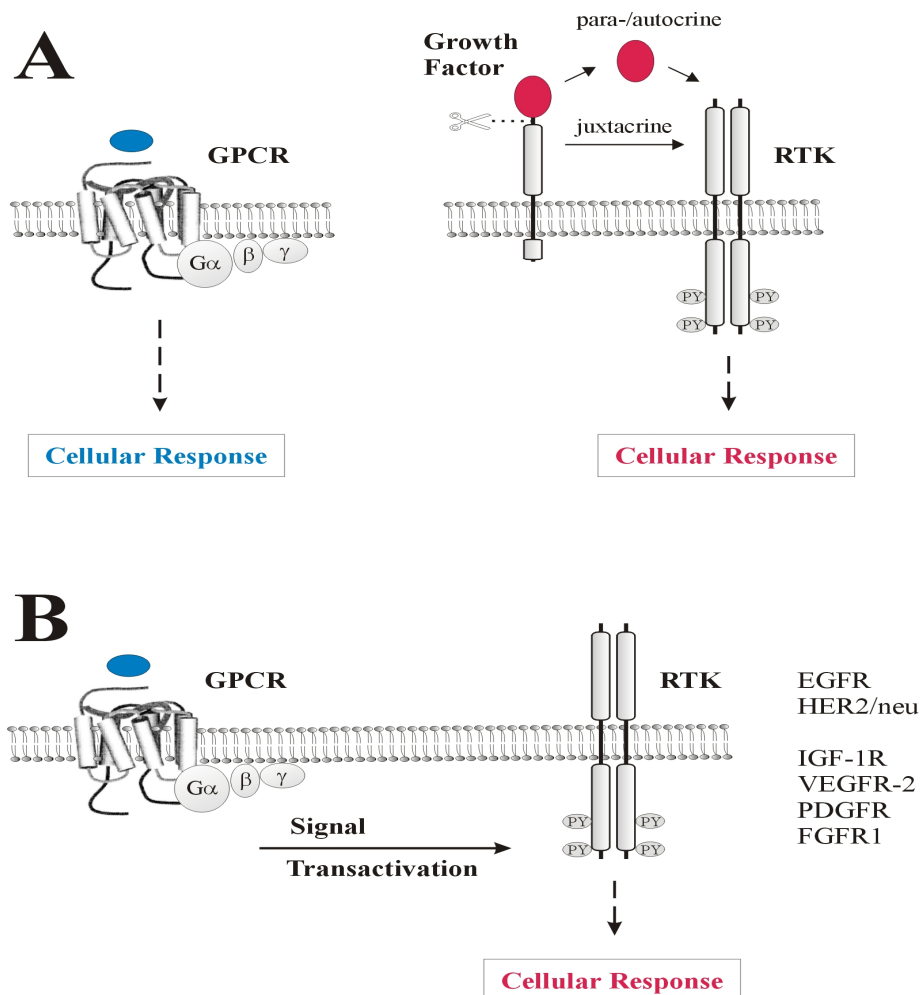 A
Growth
Factor
para-/autocrine
juxtacrine
GPCR
RTK
Gα
β
γ
PY
PY
PY
PY
Cellular Response
Cellular Response
B
GPCR
RTK
EGFR
HER2/neu
IGF-1R
VEGFR-2
PDGFR
FGFR1
Gα
β
γ
Signal
Transactivation
PY
PY
PY
PY
Cellular Response